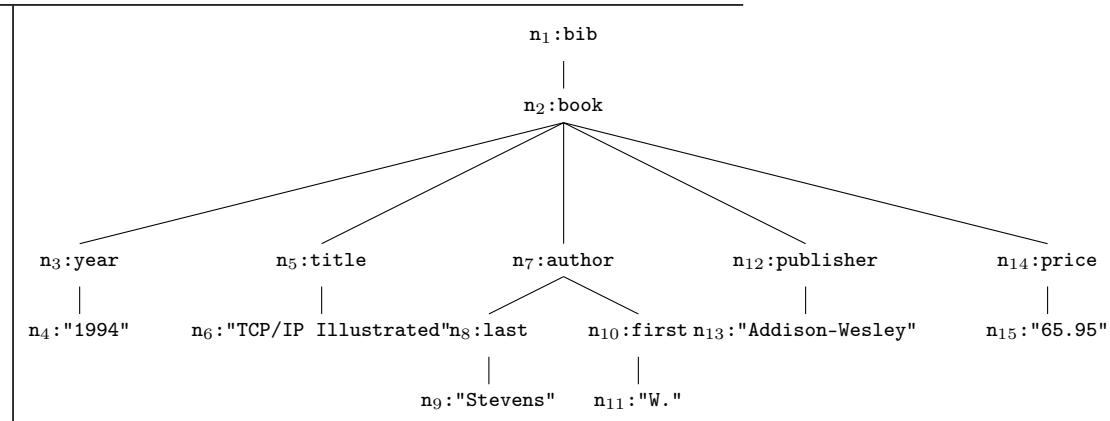 n₁:bib
n₂:book
n₃:year n₅:title n₇:author n₁₂:publisher n₁₄:price
n₄:"1994" n₆:"TCP/IP Illustrated" n₈:last n₁₀:first n₁₃:"Addison-Wesley" n₁₅:"65.95"
n₉:"Stevens" n₁₁:"W."